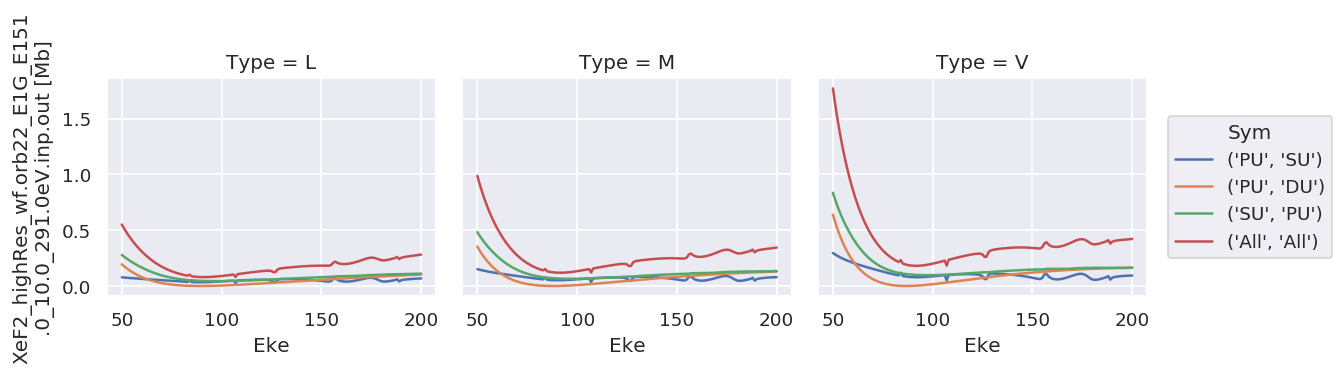 XeF2_highRes_wf.orb22_E1G_E151
.0_10.0_291.0eV.inp.out [Mb]
Type = L
Type = M
Type = V
1.5
1.0
0.5
0.0
50
100
150
200
50
100
150
200
50
100
150
200
Eke
Eke
Eke
Sym
('PU', 'SU')
('PU', 'DU')
('SU', 'PU')
('All', 'All')